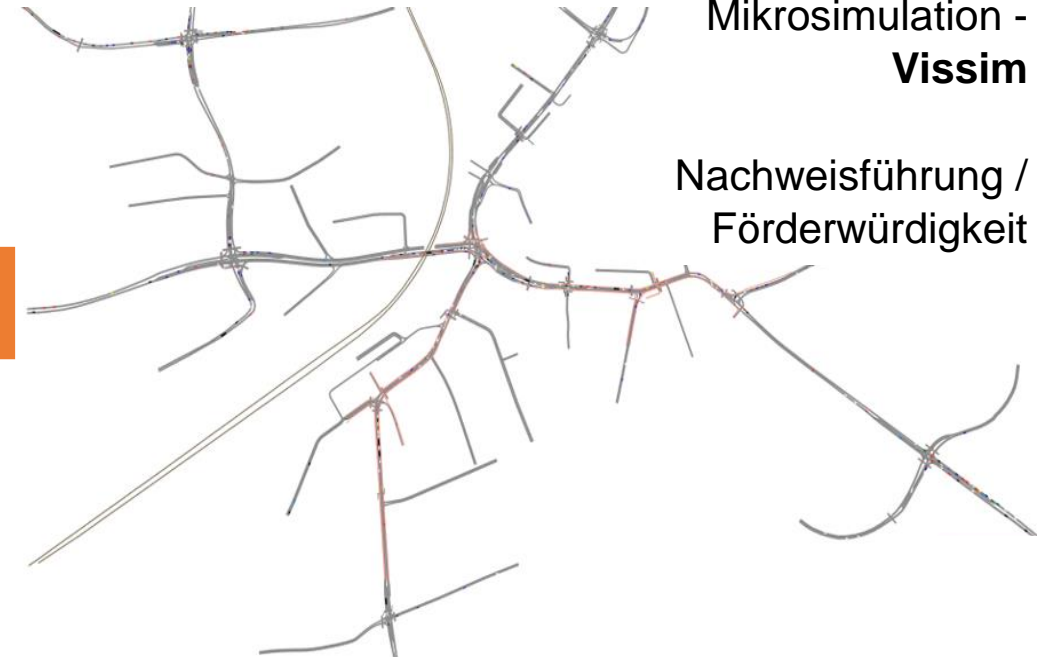 Mikrosimulation -
Vissim
Nachweisführung /
Förderwürdigkeit